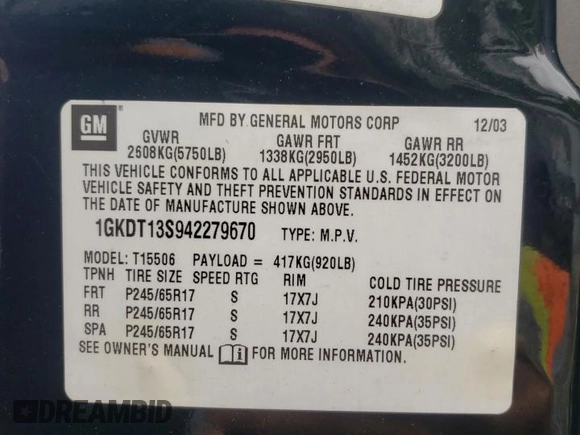 GM
MFD BY GENERAL MOTORS CORP 12/03
GVWR GAWR FRT GAWR RR
2608KG(5750LB) 1338KG(2950LB) 1452KG(3200LB)
THIS VEHICLE CONFORMS TO ALL APPLICABLE U.S. FEDERAL MOTOR
VEHICLE SAFETY AND THEFT PREVENTION STANDARDS IN EFFECT ON
THE DATE OF MANUFACTURE SHOWN ABOVE.
1GKDT13S942279670 TYPE: M.P.V.
MODEL: T15506 PAYLOAD = 417KG(920LB)
TPNH TIRE SIZE SPEED RTG RIM COLD TIRE PRESSURE
FRT P245/65R17 S 17X7J 210KPA(30PSI)
RR P245/65R17 S 17X7J 240KPA(35PSI)
SPA P245/65R17 S 17X7J 240KPA(35PSI)
SEE OWNER'S MANUAL FOR MORE INFORMATION.
DREAMBID